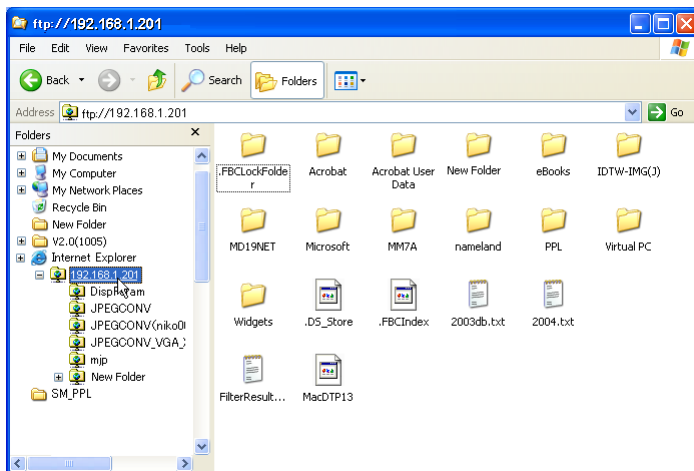 ftp://192.168.1.201
File Edit View Favorites Tools Help
Back Search Folders
Address ftp://192.168.1.201 Go
Folders
My Documents
My Computer
My Network Places
Recycle Bin
New Folder
V2.0(1005)
Internet Explorer
192.168.1.201
JPEGCONV
JPEGCONV(niko0
JPEGCONV_VGA_
mjp
New Folder
SM_PPL
.FBCLockFolde
r
Acrobat
Acrobat User
Data
New Folder
eBooks
IDTW-IMG(J)
MD19NET
Microsoft
MM7A
nameland
PPL
Virtual PC
Widgets
.DS_Store
.FBCIndex
2003db.txt
2004.txt
FilterResult...
MacDTP13